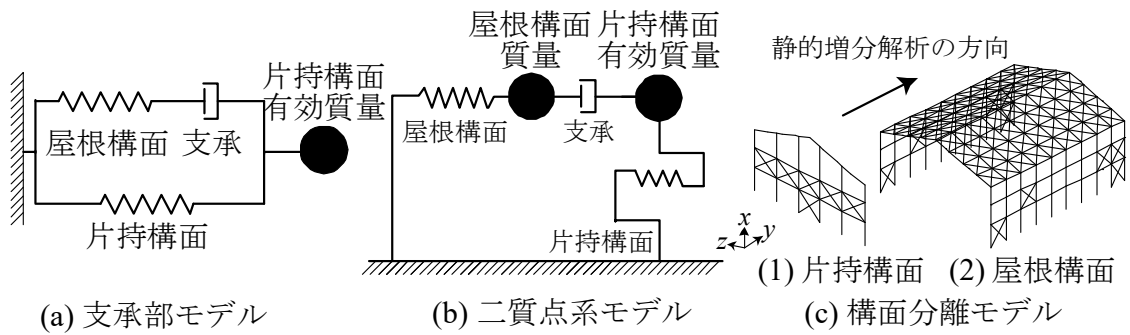 片持構面
有効質量
屋根構面 支承
片持構面
(a) 支承部モデル
屋根構面
質量
片持構面
有効質量
屋根構面
支承
片持構面
(b) 二質点系モデル
静的増分解析の方向
x
y
z
(1) 片持構面 (2) 屋根構面
(c) 構面分離モデル